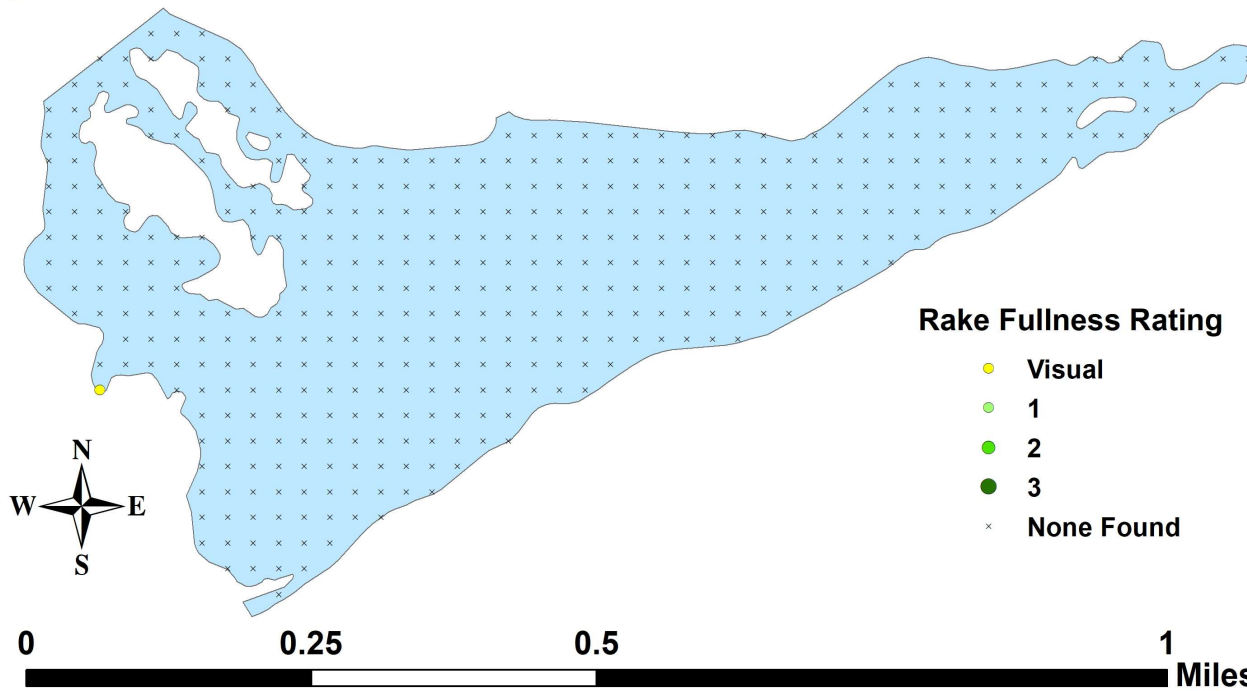 Rake Fullness Rating
Visual
1
2
3
None Found
N
W E
S
0 0.25 0.5 1
Miles